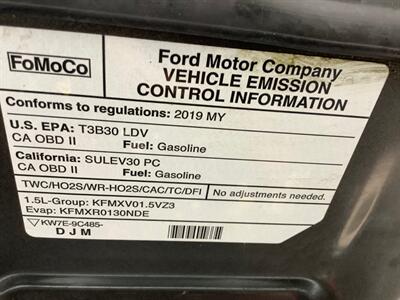 FoMoCo
Ford Motor Company
VEHICLE EMISSION
CONTROL INFORMATION
Conforms to regulations: 2019 MY
U.S. EPA: T3B30 LDV
CA OBD II Fuel: Gasoline
California: SULEV30 PC
CA OBD II Fuel: Gasoline
TWC/HO2S/WR-HO2S/CAC/TC/DFI No adjustments needed.
1.5L-Group: KFMXV01.5VZ3
Evap: KFMXR0130NDE
KW7E-9C485-
D J M